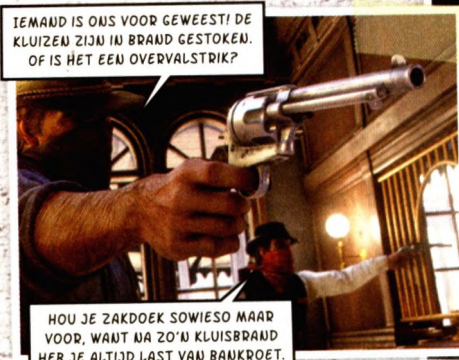 IEMAND IS ONS VOOR GEWEEST! DE
KLUIZEN ZIJN IN BRAND GESTOKEN.
OF IS HET EEN OVERVALSTRIK?
HOU JE ZAKDOEK SOWIESO MAAR
VOOR, WANT NA ZO'N KLUISBRAND
HEB JE ALTIJD LAST VAN BANKROET.